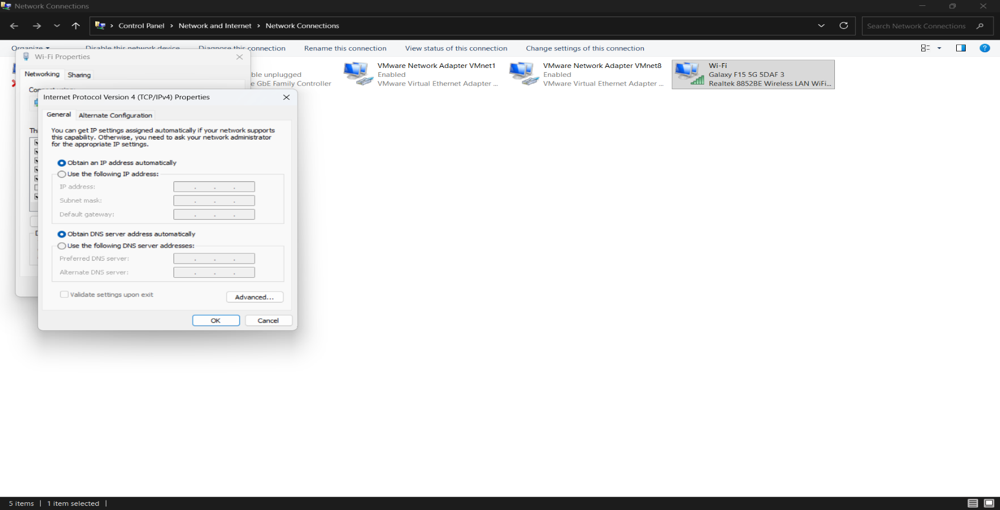 Network Connections
Control Panel > Network and Internet > Network Connections
Search Network Connections
Organize
Disable this network device
Diagnose this connection
Rename this connection
View status of this connection
Change settings of this connection
Wi-Fi Properties
Networking
Sharing
Connect using:
ble unplugged
e GbE Family Controller
VMware Network Adapter VMnet1
Enabled
VMware Virtual Ethernet Adapter ...
VMware Network Adapter VMnet8
Enabled
VMware Virtual Ethernet Adapter ...
Wi-Fi
Galaxy F15 5G 5DAF 3
Realtek 8852BE Wireless LAN WiFi...
Internet Protocol Version 4 (TCP/IPv4) Properties
General
Alternate Configuration
You can get IP settings assigned automatically if your network supports
this capability. Otherwise, you need to ask your network administrator
for the appropriate IP settings.
Obtain an IP address automatically
Use the following IP address:
IP address:
Subnet mask:
Default gateway:
Obtain DNS server address automatically
Use the following DNS server addresses:
Preferred DNS server:
Alternate DNS server:
Validate settings upon exit
Advanced...
OK
Cancel
5 items
1 item selected